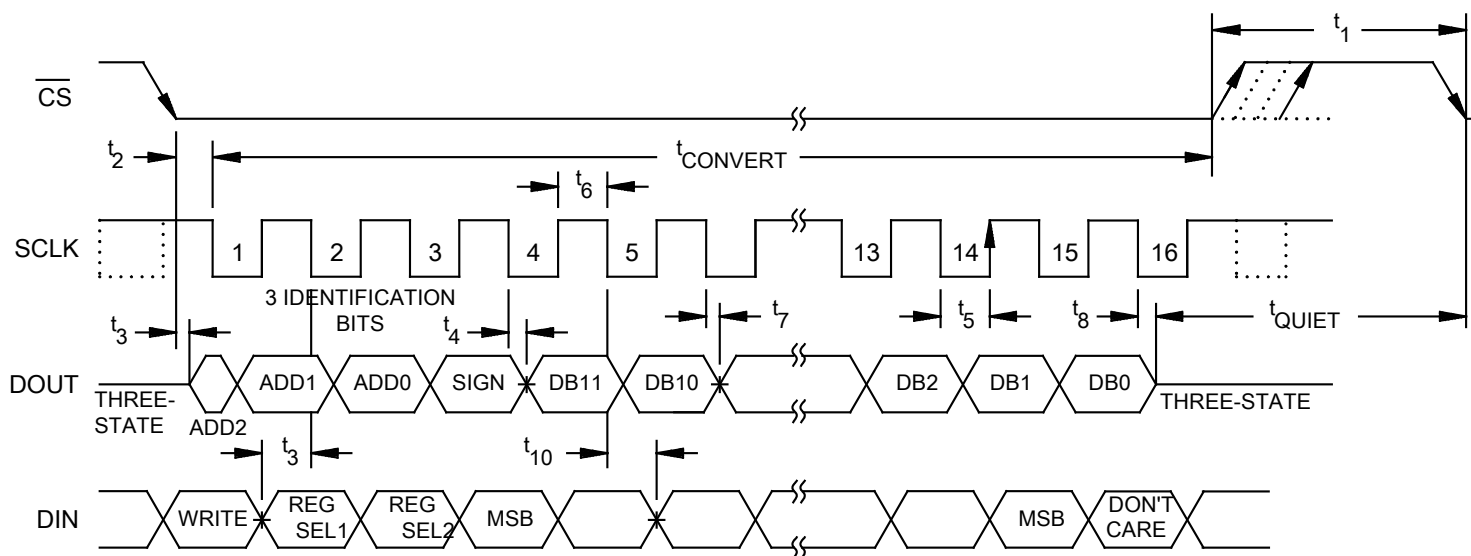 t1
CS
t2
tCONVERT
t6
SCLK
1 2 3 4 5 13 14 15 16
3 IDENTIFICATION
BITS
t3
t4
t7
t5
t8
tQUIET
DOUT
THREE-
STATE
ADD2
ADD1
ADD0
SIGN
DB11
DB10
DB2
DB1
DB0
THREE-STATE
t3
t10
DIN
WRITE
REG
SEL1
REG
SEL2
MSB
MSB
DON'T
CARE